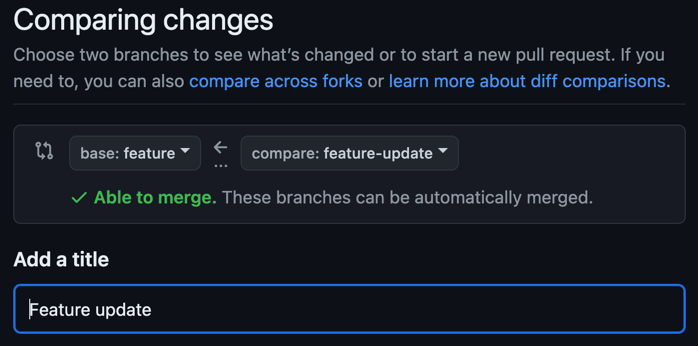 Comparing changes
Choose two branches to see what’s changed or to start a new pull request. If you
need to, you can also compare across forks or learn more about diff comparisons.
base: feature ... compare: feature-update
Able to merge. These branches can be automatically merged.
Add a title
Feature update